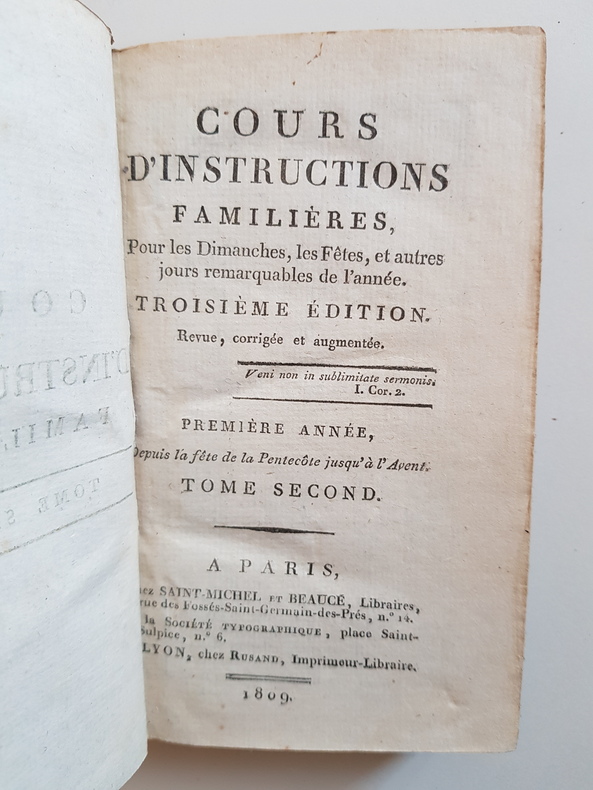 COURS
D'INSTRUCTIONS
FAMILIÈRES,
Pour les Dimanches, les Fêtes, et autres
jours remarquables de l'année.
TROISIÈME ÉDITION.
Revue, corrigée et augmentée.
Veni non in sublimitate sermonis.
I. Cor. 2.
PREMIÈRE ANNÉE,
Depuis la fête de la Pentecôte jusqu'à l'Avent.
TOME SECOND.
A PARIS,
SAINT-MICHEL ET BEAUCÉ, Libraires,
rue des Fossés-Saint-Germain-des-Prés, n.º 14.
la SOCIÉTÉ TYPOGRAPHIQUE, place Saint-
Sulpice, n.º 6.
LYON, chez RUSAND, Imprimeur-Libraire.
1809.